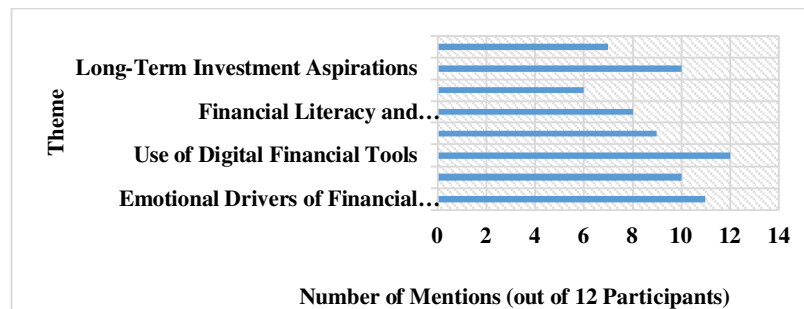 Theme
Long-Term Investment Aspirations
Financial Literacy and…
Use of Digital Financial Tools
Emotional Drivers of Financial…
0 2 4 6 8 10 12 14
Number of Mentions (out of 12 Participants)